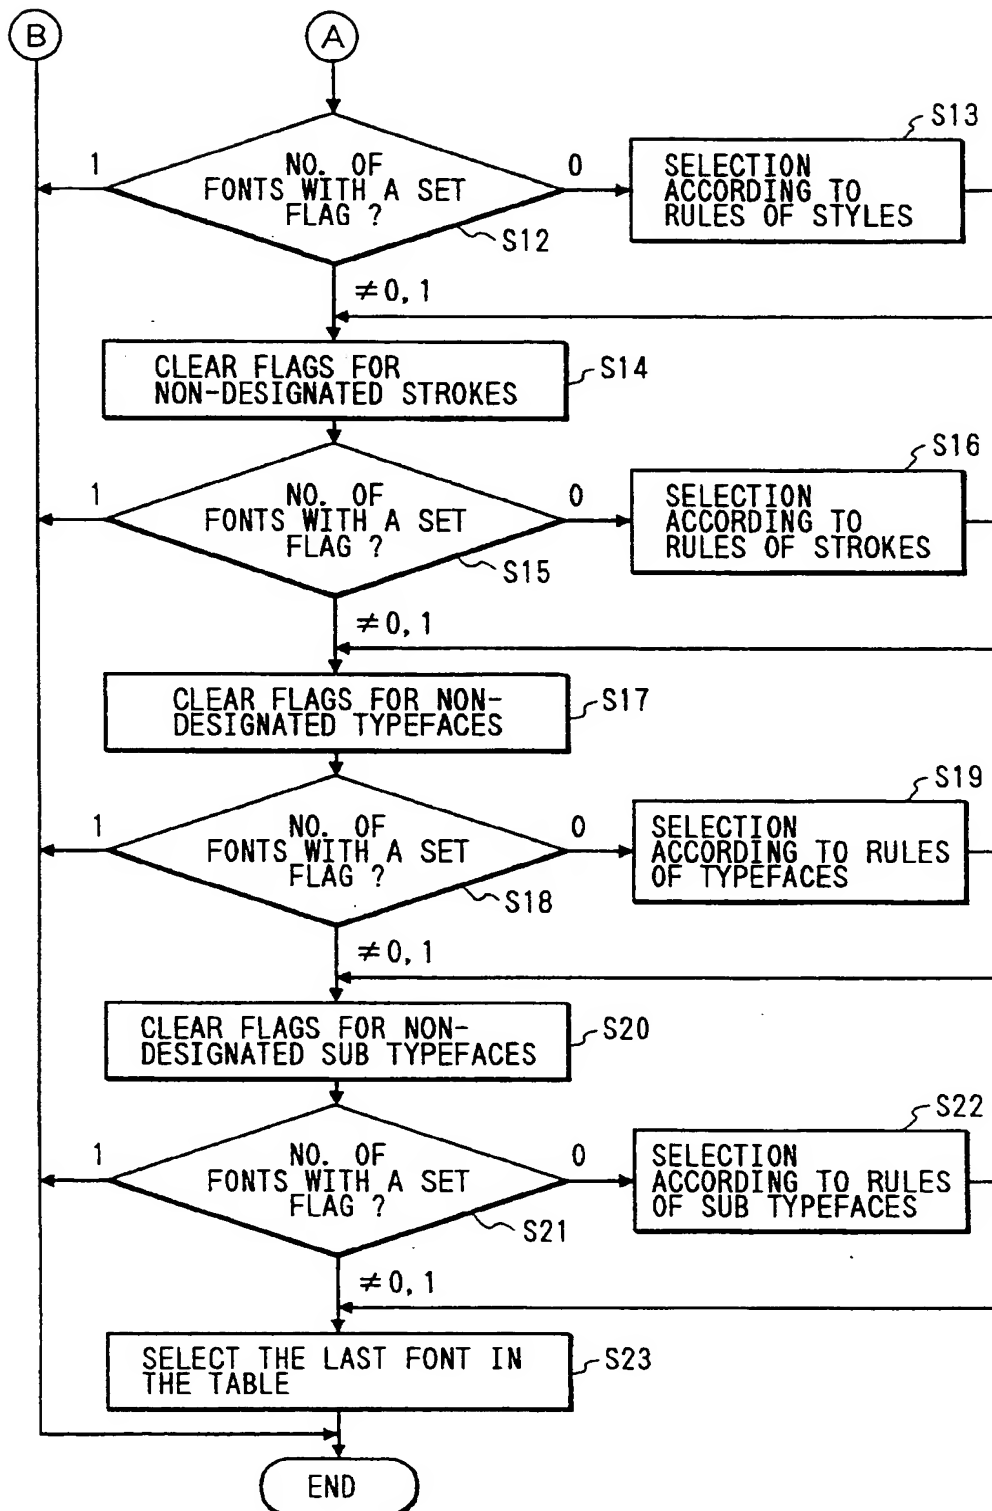 B
A
1
NO. OF
FONTS WITH A SET
FLAG ?
0
S12
S13
SELECTION
ACCORDING TO
RULES OF STYLES
≠0, 1
CLEAR FLAGS FOR
NON-DESIGNATED STROKES
S14
1
NO. OF
FONTS WITH A SET
FLAG ?
0
S15
S16
SELECTION
ACCORDING TO
RULES OF STROKES
≠0, 1
CLEAR FLAGS FOR NON-
DESIGNATED TYPEFACES
S17
1
NO. OF
FONTS WITH A SET
FLAG ?
0
S18
S19
SELECTION
ACCORDING TO RULES
OF TYPEFACES
≠0, 1
CLEAR FLAGS FOR NON-
DESIGNATED SUB TYPEFACES
S20
1
NO. OF
FONTS WITH A SET
FLAG ?
0
S21
S22
SELECTION
ACCORDING TO RULES
OF SUB TYPEFACES
≠0, 1
SELECT THE LAST FONT IN
THE TABLE
S23
END